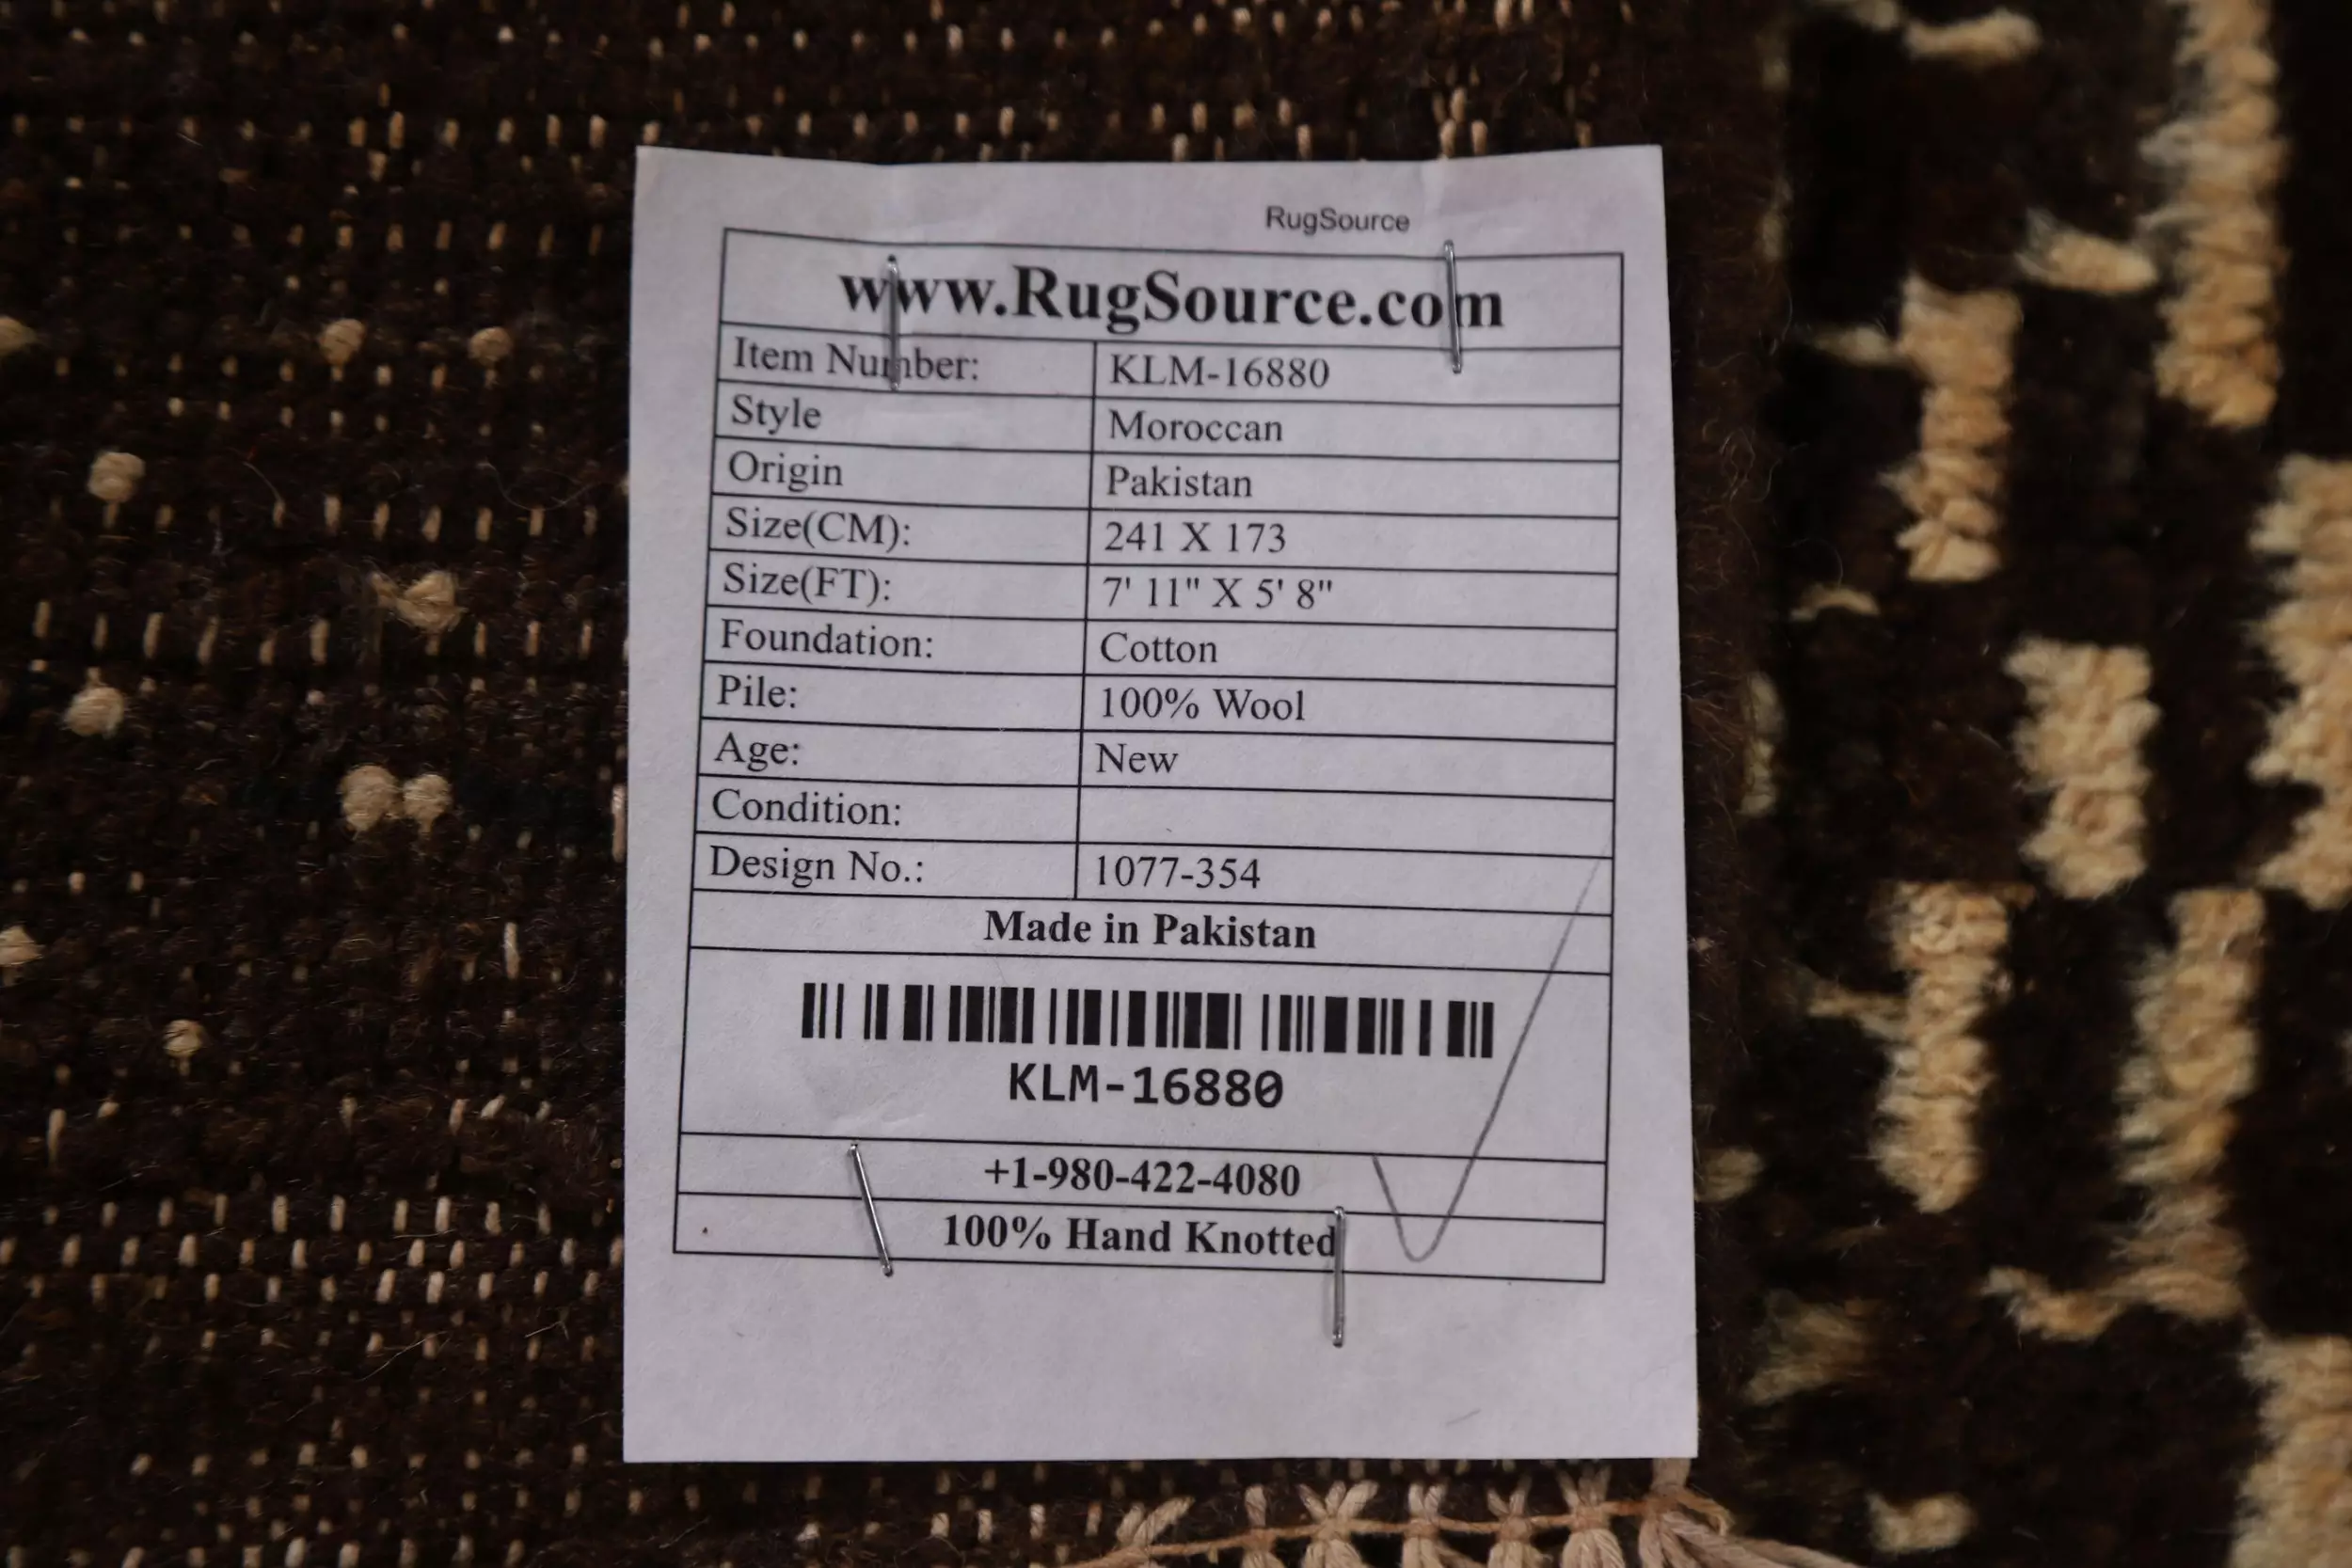 RugSource
www.RugSource.com
Item Number: KLM-16880
Style Moroccan
Origin Pakistan
Size(CM): 241 X 173
Size(FT): 7' 11" X 5' 8"
Foundation: Cotton
Pile: 100% Wool
Age: New
Condition:
Design No.: 1077-354
Made in Pakistan
KLM-16880
+1-980-422-4080
100% Hand Knotted